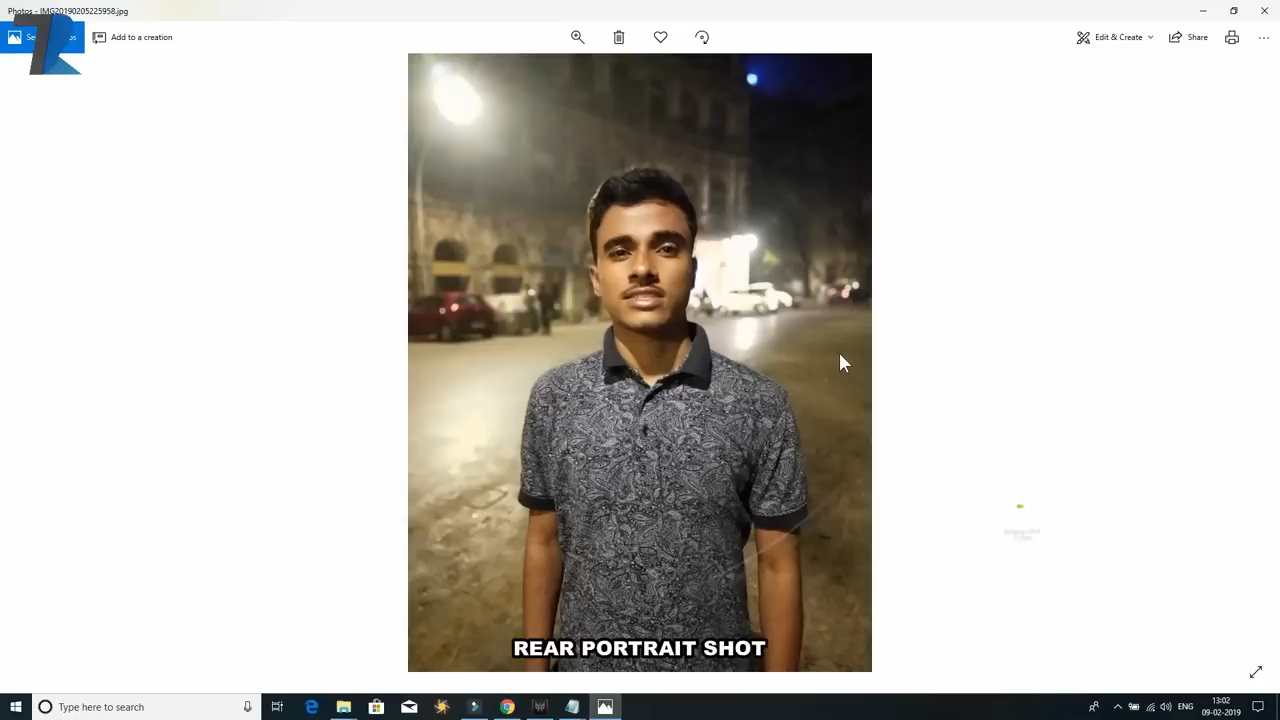 Photos - IMG20190205225958.jpg
Add to a creation
Edit & Create
Share
REAR PORTRAIT SHOT
Type here to search
ENG
13:02
09-02-2019